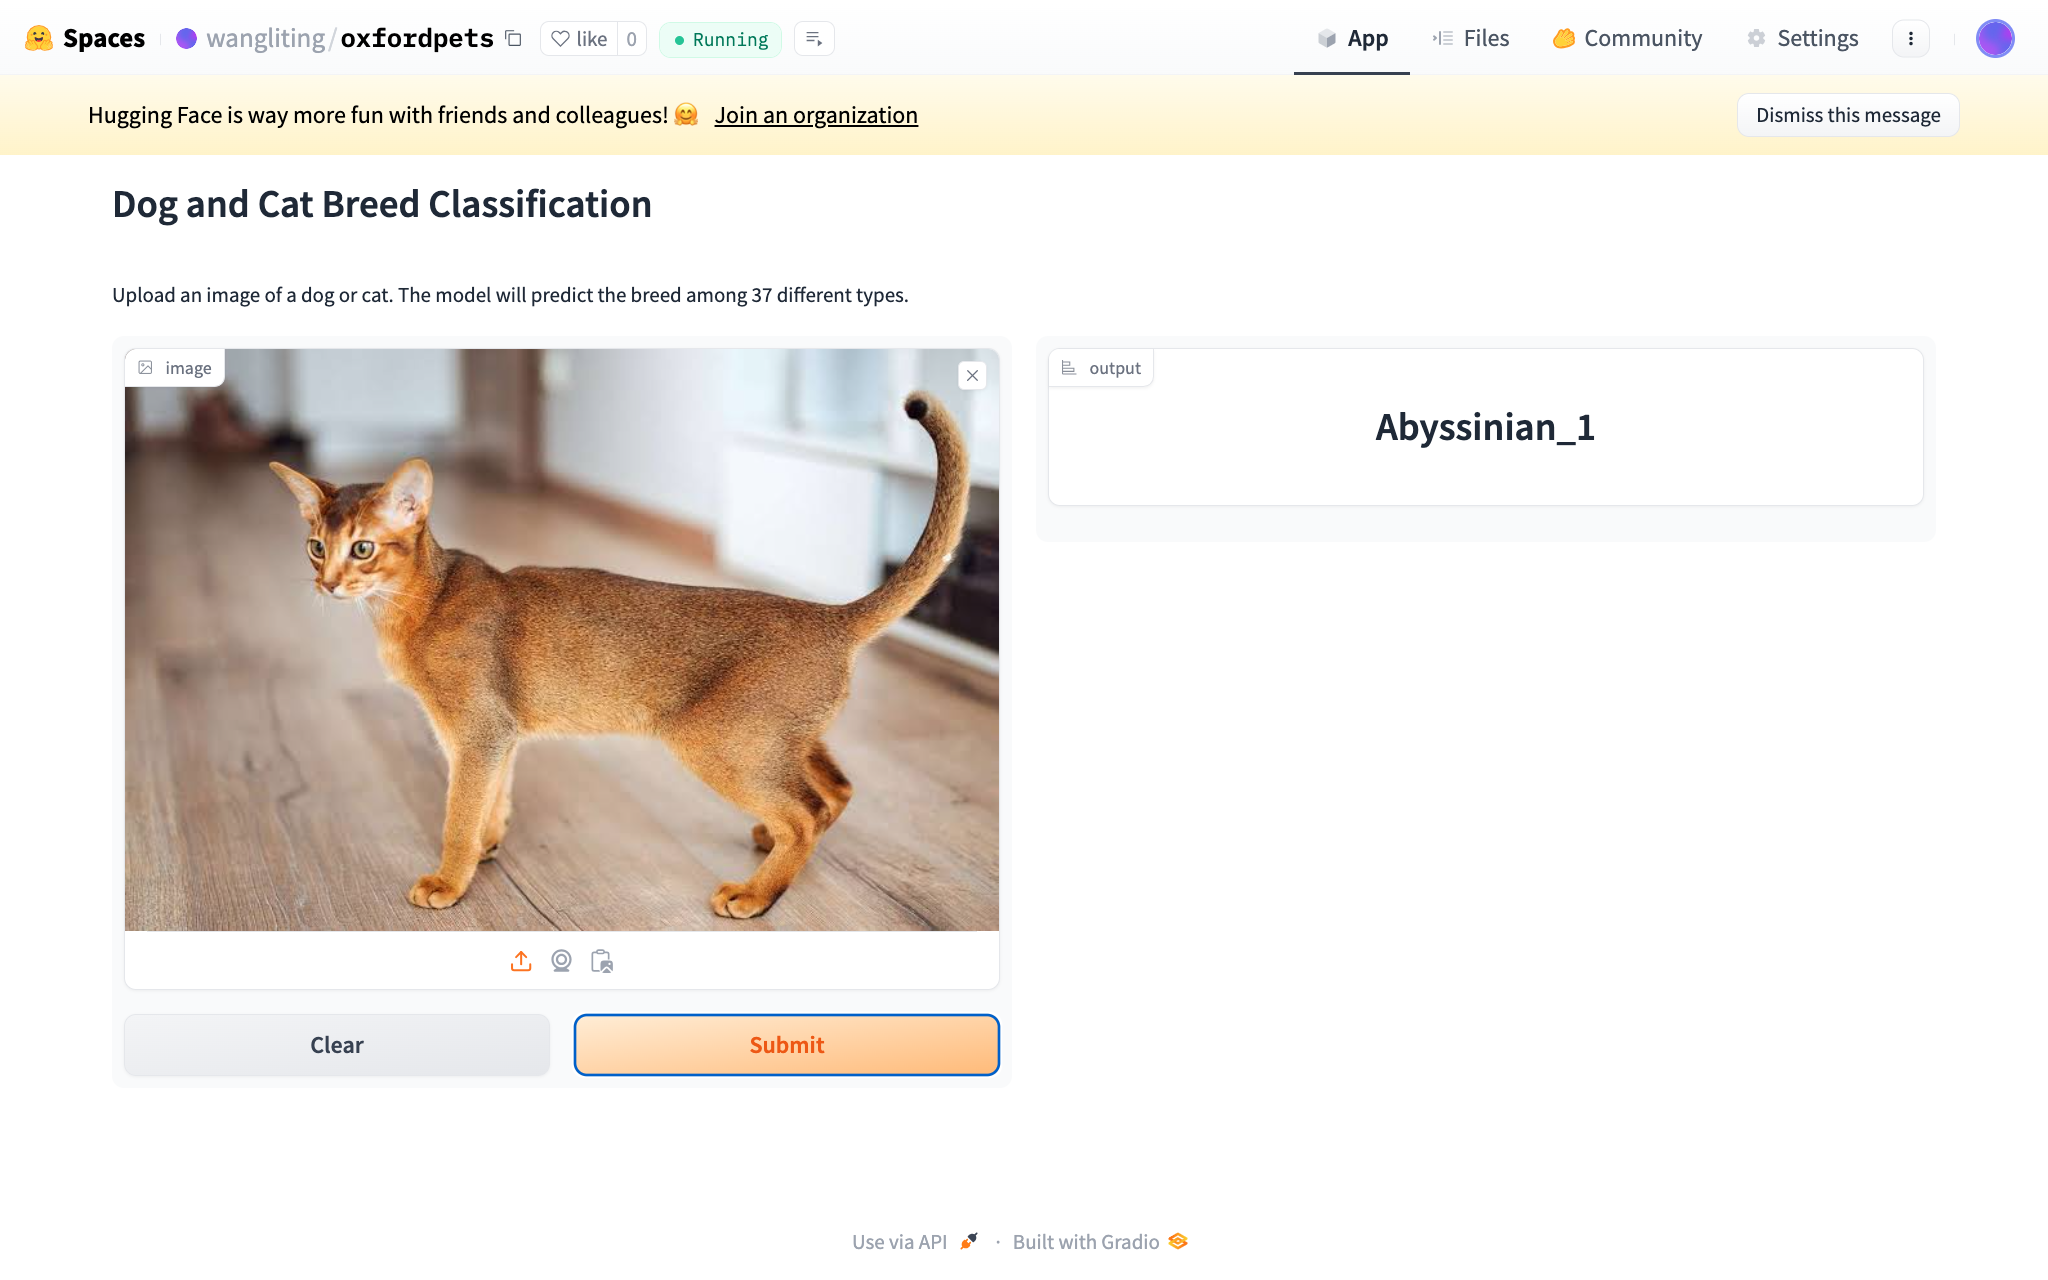 Spaces wangliting/oxfordpets like 0 Running App Files Community Settings
Hugging Face is way more fun with friends and colleagues! 🤗 Join an organization Dismiss this message
Dog and Cat Breed Classification
Upload an image of a dog or cat. The model will predict the breed among 37 different types.
image
output
Abyssinian_1
Clear Submit
Use via API · Built with Gradio